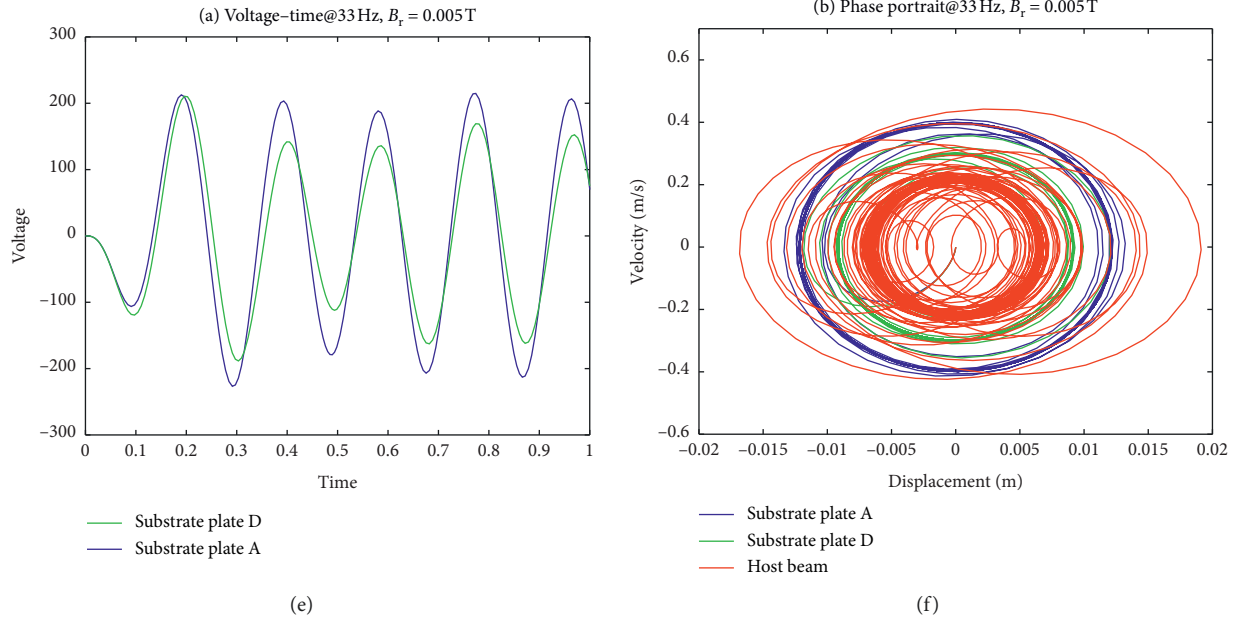 (a) Voltage–time@33 Hz, Br = 0.005 T
300
200
100
0
–100
–200
–300
Voltage
0 0.1 0.2 0.3 0.4 0.5 0.6 0.7 0.8 0.9 1
Time
Substrate plate D
Substrate plate A
(e)
(b) Phase portrait@33 Hz, Br = 0.005 T
0.6
0.4
0.2
0
–0.2
–0.4
–0.6
Velocity (m/s)
–0.02 –0.015 –0.01 –0.005 0 0.005 0.01 0.015 0.02
Displacement (m)
Substrate plate A
Substrate plate D
Host beam
(f)